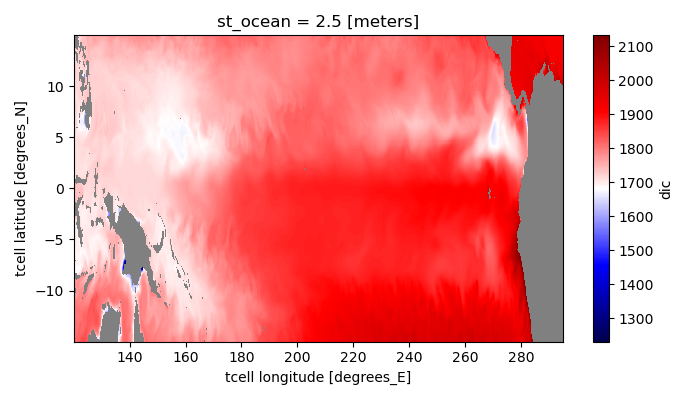 st_ocean = 2.5 [meters]
10
5
0
−5
−10
tcell latitude [degrees_N]
140 160 180 200 220 240 260 280
tcell longitude [degrees_E]
2100
2000
1900
1800
1700
1600
1500
1400
1300
dic